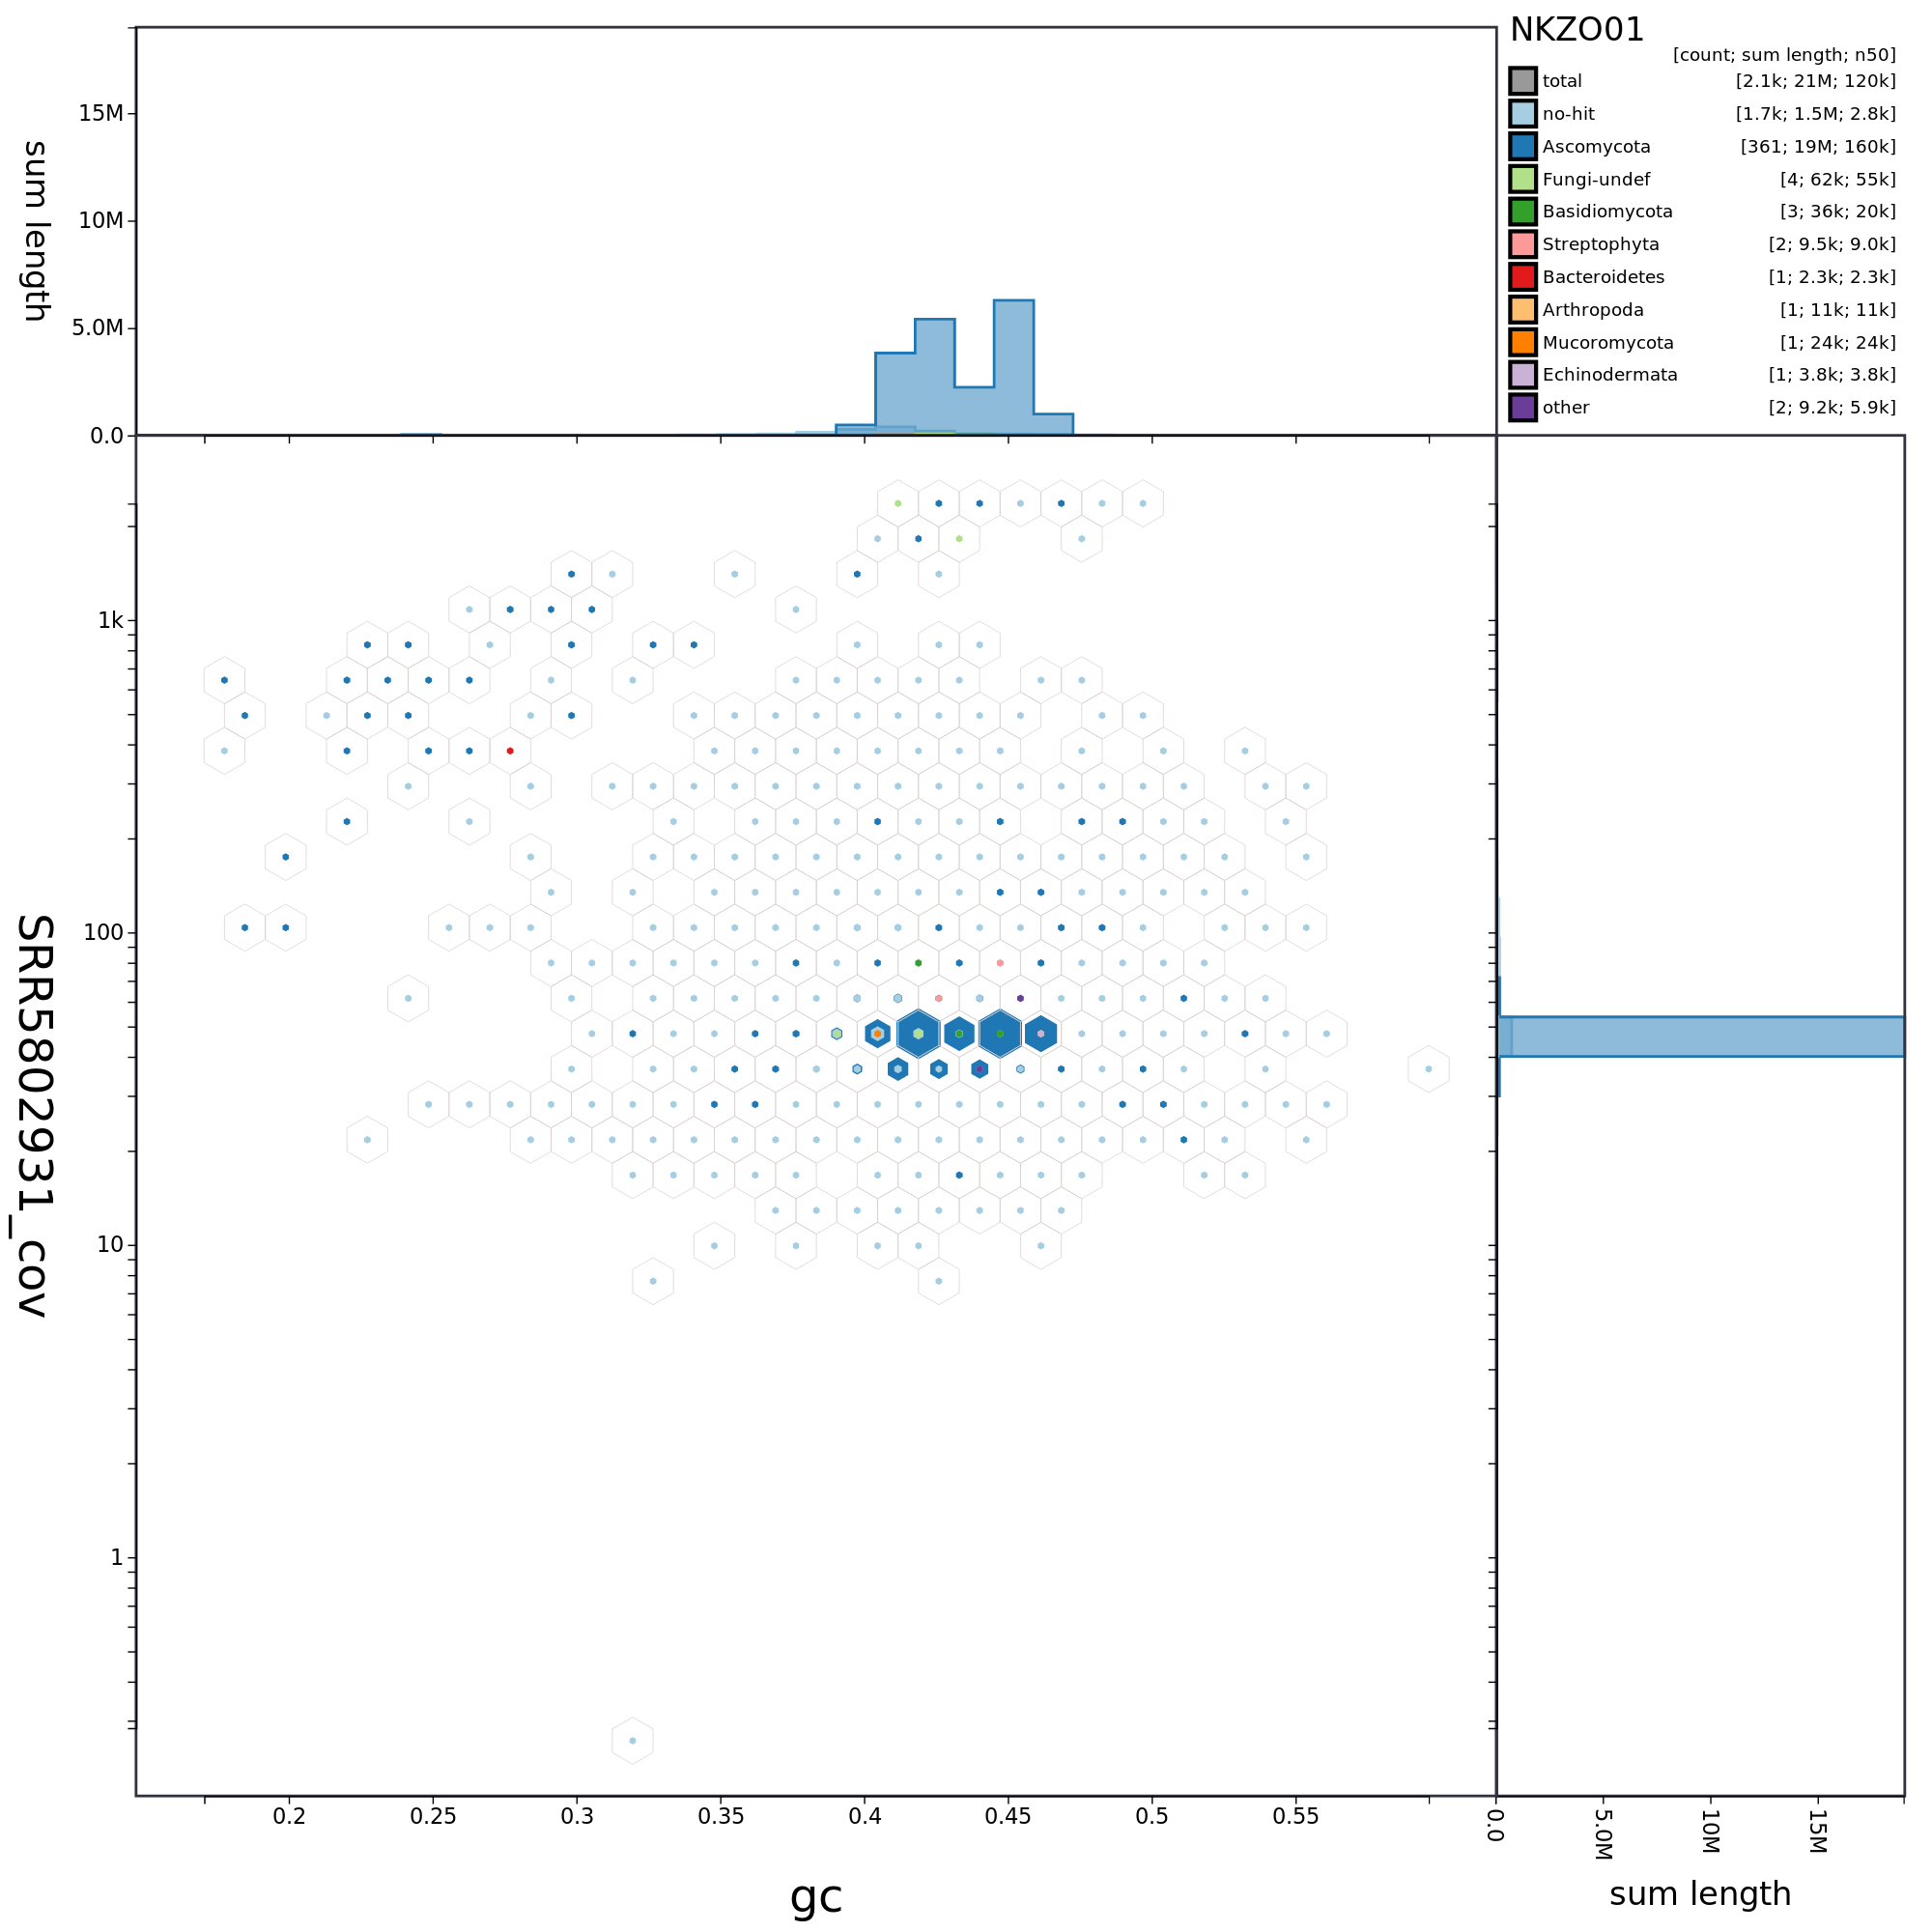 NKZO01
[count; sum length; n50]
total [2.1k; 21M; 120k]
no-hit [1.7k; 1.5M; 2.8k]
Ascomycota [361; 19M; 160k]
Fungi-undef [4; 62k; 55k]
Basidiomycota [3; 36k; 20k]
Streptophyta [2; 9.5k; 9.0k]
Bacteroidetes [1; 2.3k; 2.3k]
Arthropoda [1; 11k; 11k]
Mucoromycota [1; 24k; 24k]
Echinodermata [1; 3.8k; 3.8k]
other [2; 9.2k; 5.9k]
sum length
15M
10M
5.0M
0.0
SRR5802931_cov
1k
100
10
1
0.2 0.25 0.3 0.35 0.4 0.45 0.5 0.55
gc
0.0 5.0M 10M 15M
sum length